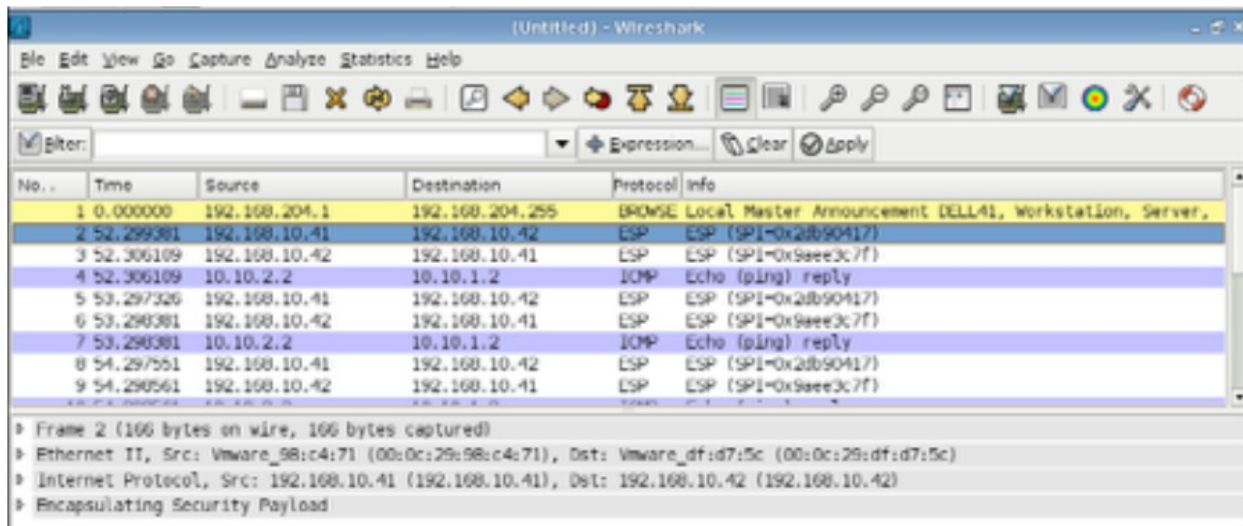 (Untitled) - Wireshark
File Edit View Go Capture Analyze Statistics Help
Filter: Expression... Clear Apply
No. . Time Source Destination Protocol Info
1 0.000000 192.168.204.1 192.168.204.255 BROWSE Local Master Announcement DELL41, Workstation, Server,
2 52.299381 192.168.10.41 192.168.10.42 ESP ESP (SPI=0x2db90417)
3 52.306109 192.168.10.42 192.168.10.41 ESP ESP (SPI=0x9aee3c7f)
4 52.306109 10.10.2.2 10.10.1.2 ICMP Echo (ping) reply
5 53.297326 192.168.10.41 192.168.10.42 ESP ESP (SPI=0x2db90417)
6 53.298381 192.168.10.42 192.168.10.41 ESP ESP (SPI=0x9aee3c7f)
7 53.298381 10.10.2.2 10.10.1.2 ICMP Echo (ping) reply
8 54.297551 192.168.10.41 192.168.10.42 ESP ESP (SPI=0x2db90417)
9 54.298561 192.168.10.42 192.168.10.41 ESP ESP (SPI=0x9aee3c7f)
Frame 2 (166 bytes on wire, 166 bytes captured)
Ethernet II, Src: Vmware_98:c4:71 (00:0c:29:98:c4:71), Dst: Vmware_df:d7:5c (00:0c:29:df:d7:5c)
Internet Protocol, Src: 192.168.10.41 (192.168.10.41), Dst: 192.168.10.42 (192.168.10.42)
Encapsulating Security Payload